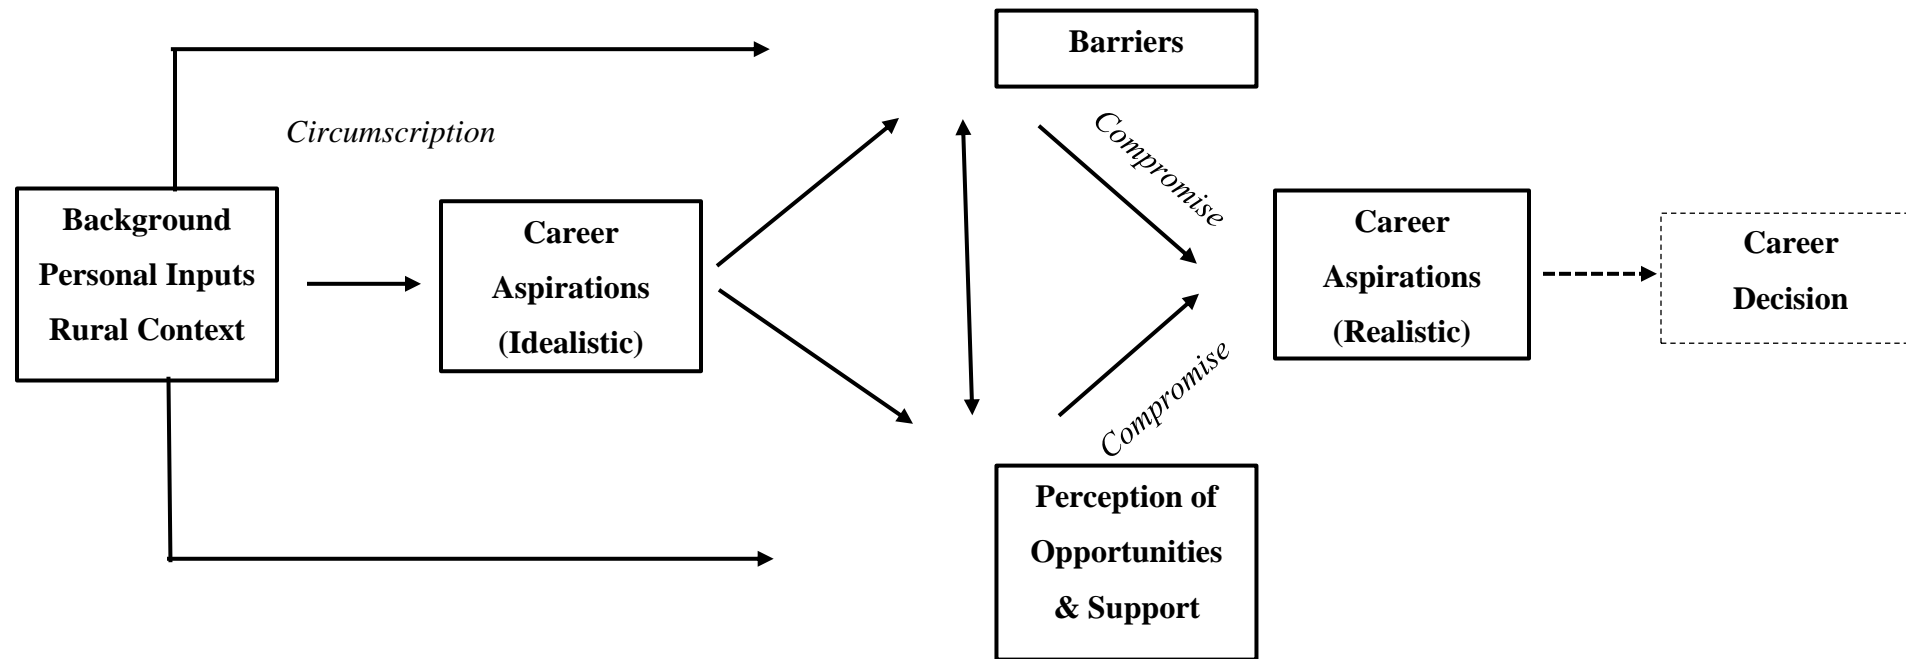 Barriers
Circumscription
Compromise
Background
Personal Inputs
Rural Context
Career
Aspirations
(Idealistic)
Career
Aspirations
(Realistic)
Career
Decision
Compromise
Perception of
Opportunities
& Support